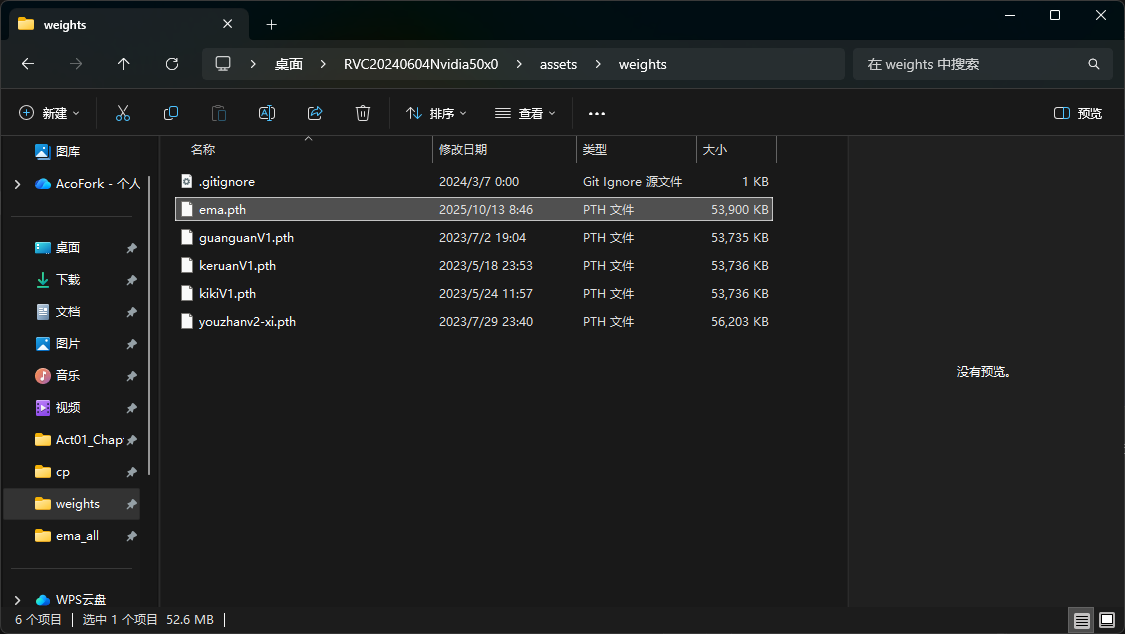 weights
桌面 RVC20240604Nvidia50x0 assets weights
在 weights 中搜索
新建 排序 查看 预览
图库
AcoFork - 个人
桌面
下载
文档
图片
音乐
视频
Act01_Chap
cp
weights
ema_all
WPS云盘
名称 修改日期 类型 大小
.gitignore 2024/3/7 0:00 Git Ignore 源文件 1 KB
ema.pth 2025/10/13 8:46 PTH 文件 53,900 KB
guanguanV1.pth 2023/7/2 19:04 PTH 文件 53,735 KB
keruanV1.pth 2023/5/18 23:53 PTH 文件 53,736 KB
kikiV1.pth 2023/5/24 11:57 PTH 文件 53,736 KB
youzhanv2-xi.pth 2023/7/29 23:40 PTH 文件 56,203 KB
没有预览。
6 个项目 选中 1 个项目 52.6 MB